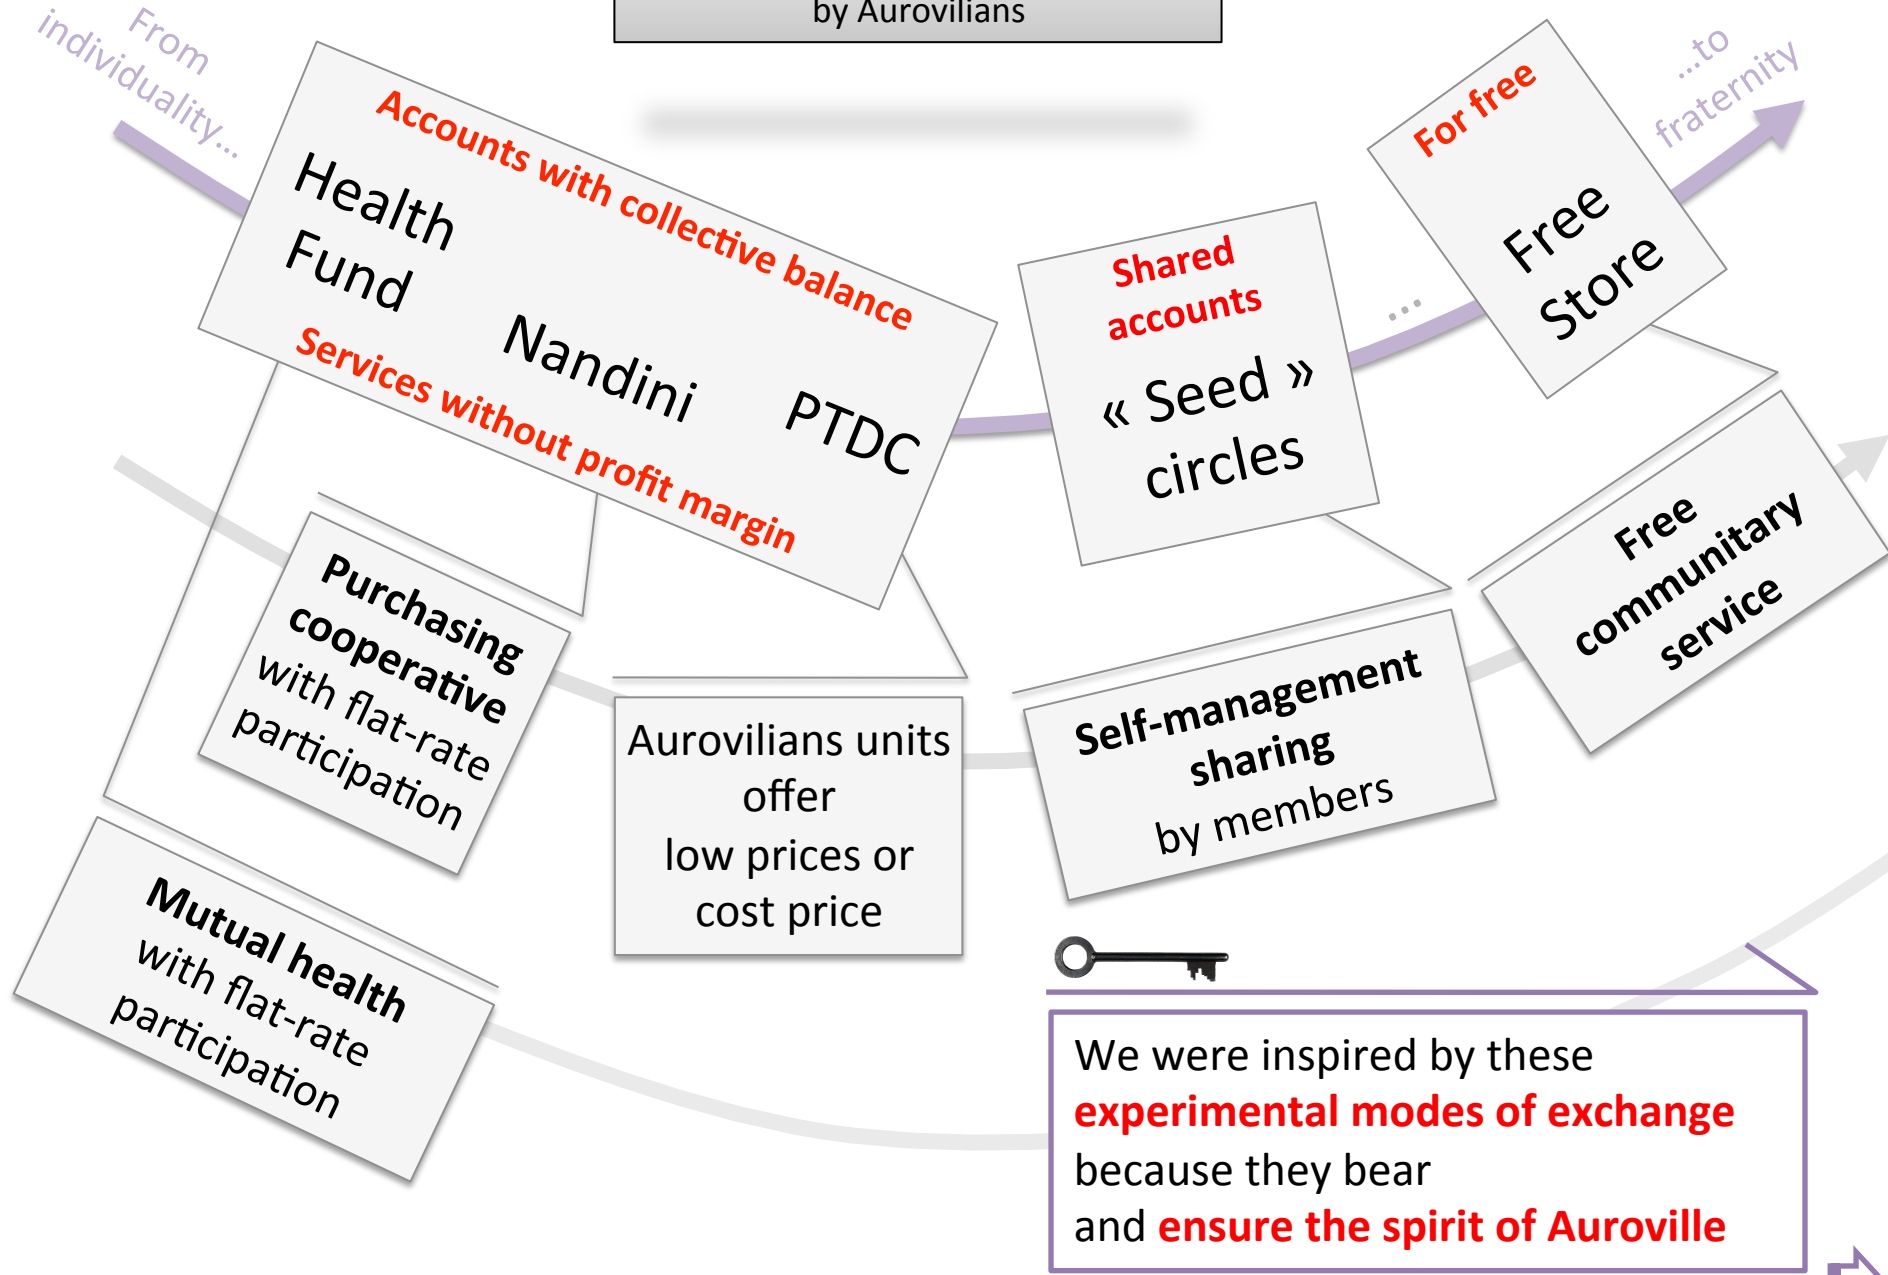 by Aurovilians
From
individuality...
...to
fraternity
Accounts with collective balance
Health
Fund
Nandini
PTDC
Services without profit margin
Shared
accounts
« Seed »
circles
...
For free
Free
Store
Purchasing
cooperative
with flat-rate
participation
Mutual health
with flat-rate
participation
Aurovilians units
offer
low prices or
cost price
Self-management
sharing
by members
Free
communitary
service
We were inspired by these
experimental modes of exchange
because they bear
and ensure the spirit of Auroville